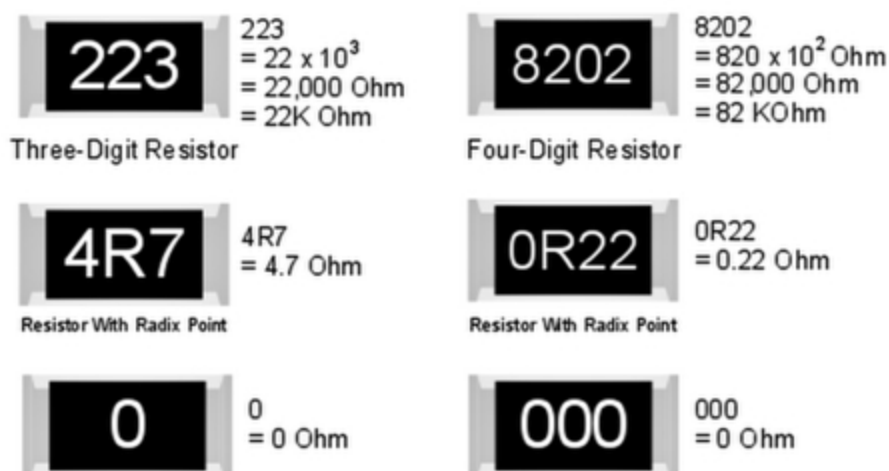 223
223
= 22 x 10³
= 22,000 Ohm
= 22K Ohm
Three-Digit Resistor
8202
8202
= 820 x 10² Ohm
= 82,000 Ohm
= 82 KOhm
Four-Digit Resistor
4R7
4R7
= 4.7 Ohm
Resistor With Radix Point
0R22
0R22
= 0.22 Ohm
Resistor With Radix Point
0
0
= 0 Ohm
000
000
= 0 Ohm